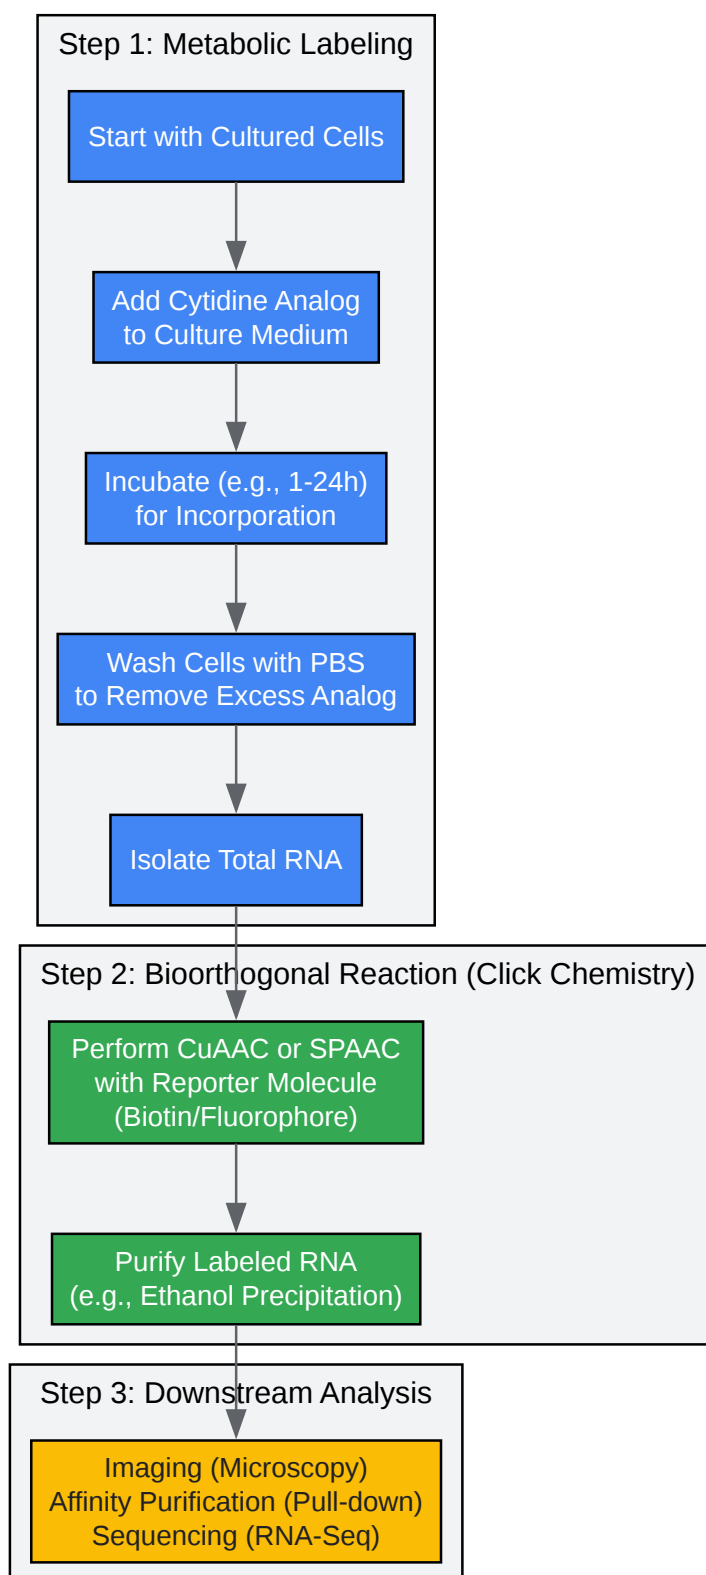 Step 1: Metabolic Labeling
Start with Cultured Cells
Add Cytidine Analog
to Culture Medium
Incubate (e.g., 1-24h)
for Incorporation
Wash Cells with PBS
to Remove Excess Analog
Isolate Total RNA
Step 2: Bioorthogonal Reaction (Click Chemistry)
Perform CuAAC or SPAAC
with Reporter Molecule
(Biotin/Fluorophore)
Purify Labeled RNA
(e.g., Ethanol Precipitation)
Step 3: Downstream Analysis
Imaging (Microscopy)
Affinity Purification (Pull-down)
Sequencing (RNA-Seq)